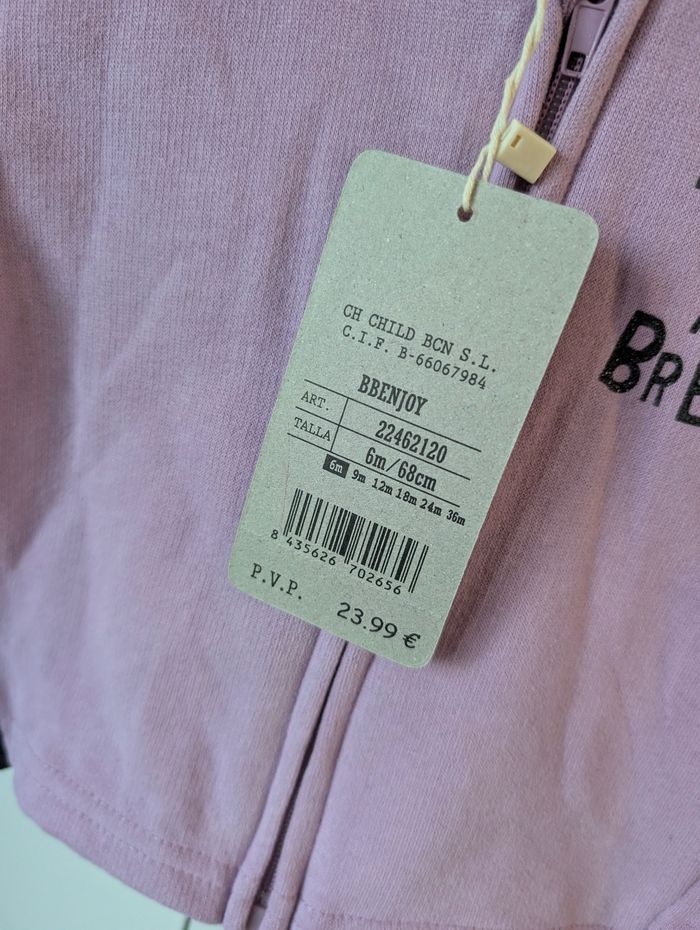 CH CHILD BCN S.L.
C.I.F. B-66067984
BBENJOY
ART. 22462120
TALLA 6m/68cm
6m 9m 12m 18m 24m 36m
8 435626 702656
P.V.P. 23.99 €